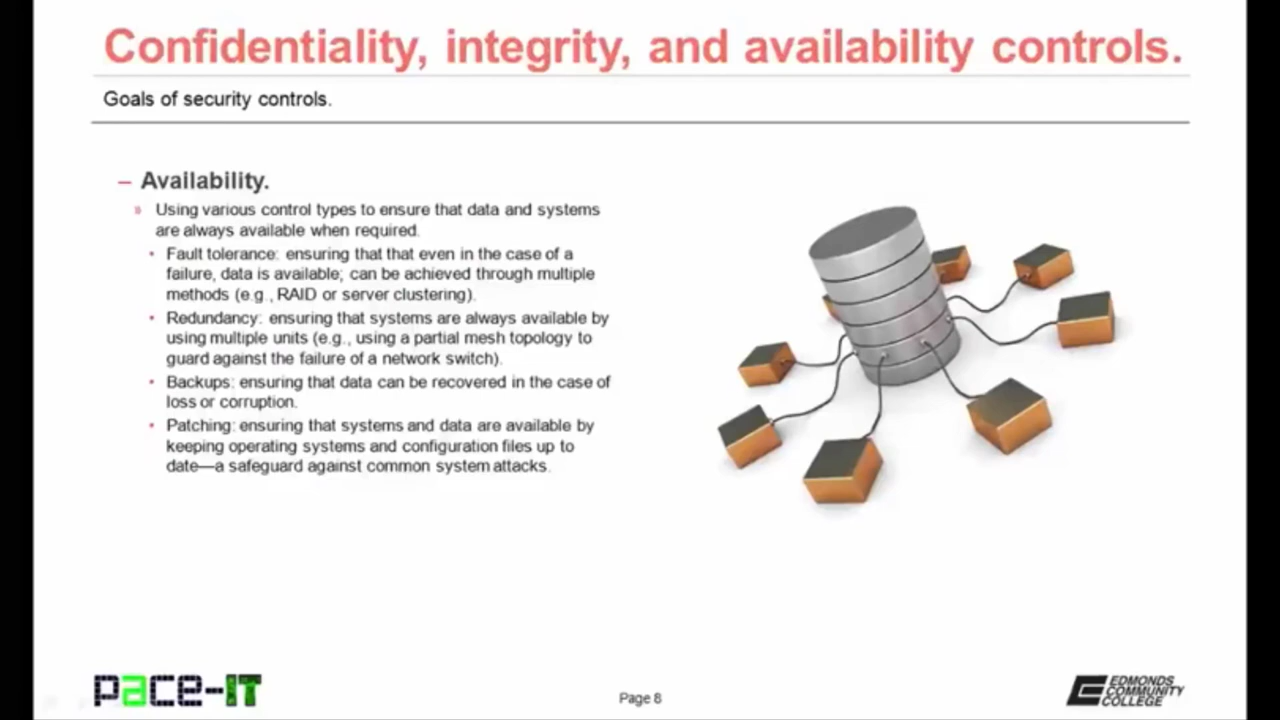 Confidentiality, integrity, and availability controls.
Goals of security controls.
– Availability.
» Using various control types to ensure that data and systems
are always available when required.
• Fault tolerance: ensuring that that even in the case of a
failure, data is available; can be achieved through multiple
methods (e.g., RAID or server clustering).
• Redundancy: ensuring that systems are always available by
using multiple units (e.g., using a partial mesh topology to
guard against the failure of a network switch).
• Backups: ensuring that data can be recovered in the case of
loss or corruption.
• Patching: ensuring that systems and data are available by
keeping operating systems and configuration files up to
date—a safeguard against common system attacks.
pace-IT
Page 8
EDMONDS
COMMUNITY
COLLEGE